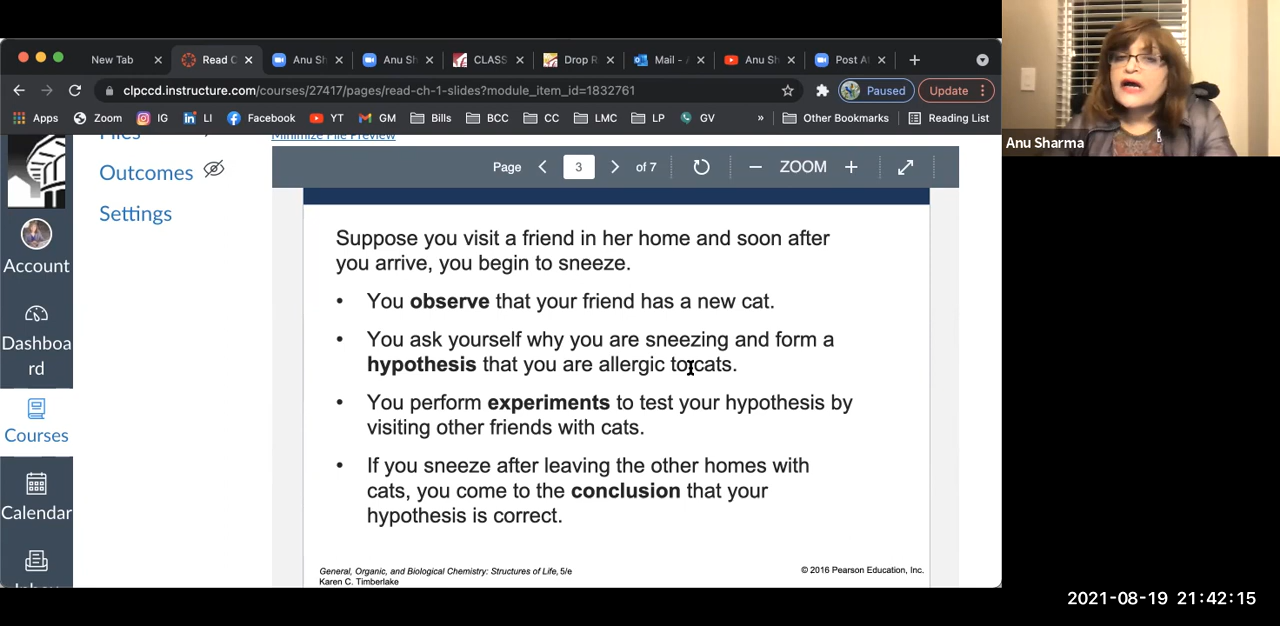 New Tab
Read C
Anu Sh
Anu Sh
CLASS
Drop R
Mail - 
Anu Sh
Post A
clpccd.instructure.com/courses/27417/pages/read-ch-1-slides?module_item_id=1832761
Paused
Update
Apps
Zoom
IG
LI
Facebook
YT
GM
Bills
BCC
CC
LMC
LP
GV
»
Other Bookmarks
Reading List
Anu Sharma
Files
Minimize File Preview
Outcomes
Settings
Account
Dashboa
rd
Courses
Calendar
Inbox
Page
3
of 7
ZOOM
Suppose you visit a friend in her home and soon after
you arrive, you begin to sneeze.
• You observe that your friend has a new cat.
• You ask yourself why you are sneezing and form a
hypothesis that you are allergic to cats.
• You perform experiments to test your hypothesis by
visiting other friends with cats.
• If you sneeze after leaving the other homes with
cats, you come to the conclusion that your
hypothesis is correct.
General, Organic, and Biological Chemistry: Structures of Life, 5/e
Karen C. Timberlake
© 2016 Pearson Education, Inc.
2021-08-19 21:42:15